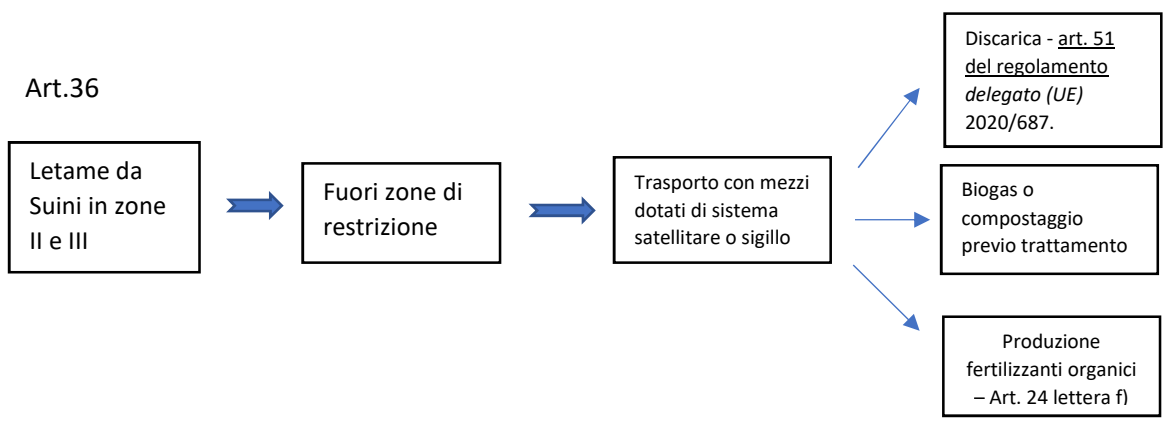 Art.36
Letame da
Suini in zone
II e III
Fuori zone di
restrizione
Trasporto con mezzi
dotati di sistema
satellitare o sigillo
Discarica - art. 51
del regolamento
delegato (UE)
2020/687.
Biogas o
compostaggio
previo trattamento
Produzione
fertilizzanti organici
– Art. 24 lettera f)